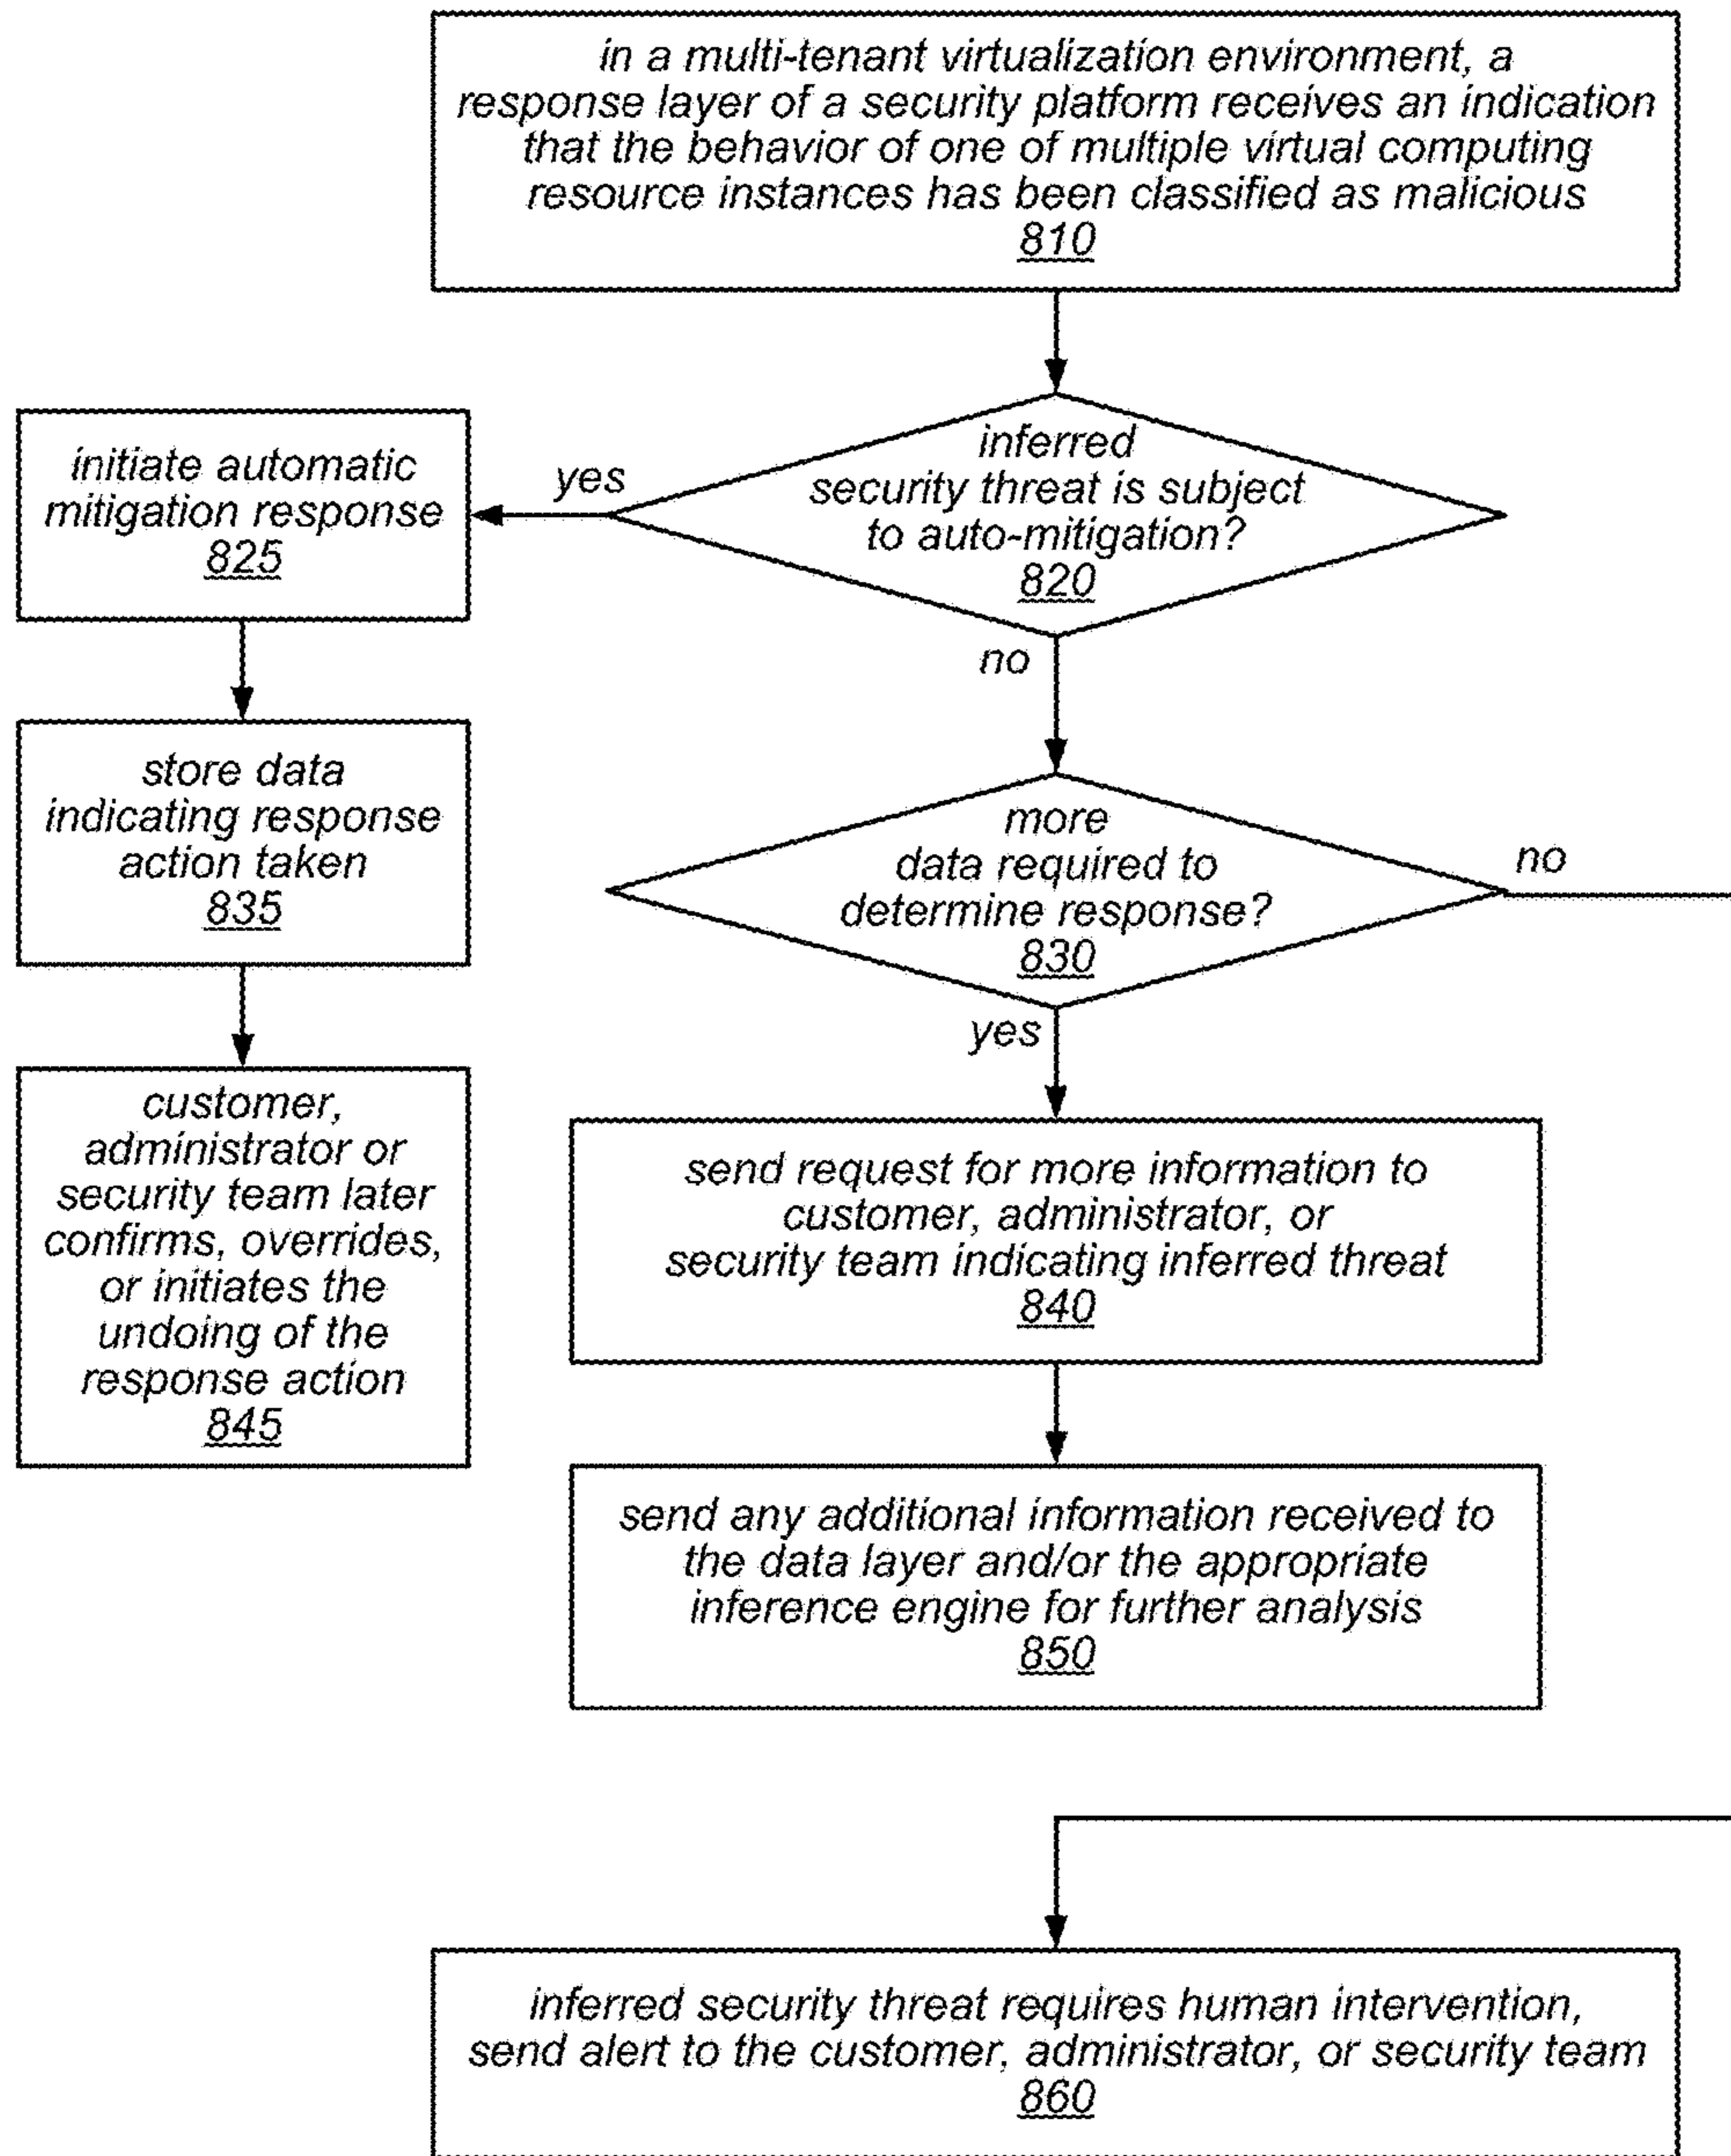 in a multi-tenant virtualization environment, a
response layer of a security platform receives an indication
that the behavior of one of multiple virtual computing
resource instances has been classified as malicious
810
inferred
security threat is subject
to auto-mitigation?
820
yes
no
initiate automatic
mitigation response
825
store data
indicating response
action taken
835
customer,
administrator or
security team later
confirms, overrides,
or initiates the
undoing of the
response action
845
more
data required to
determine response?
830
no
yes
send request for more information to
customer, administrator, or
security team indicating inferred threat
840
send any additional information received to
the data layer and/or the appropriate
inference engine for further analysis
850
inferred security threat requires human intervention,
send alert to the customer, administrator, or security team
860